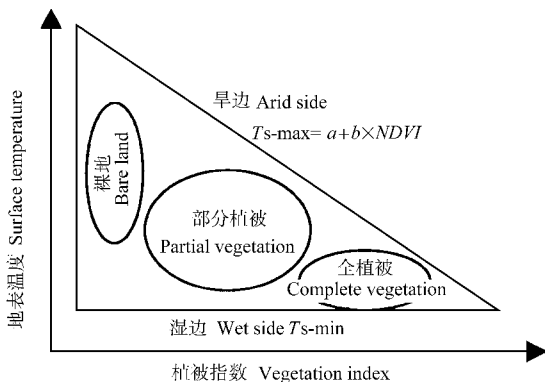 地表温度 Surface temperature
旱边 Arid side
Ts-max= a+b×NDVI
裸地
Bare land
部分植被
Partial vegetation
全植被
Complete vegetation
湿边 Wet side Ts-min
植被指数 Vegetation index